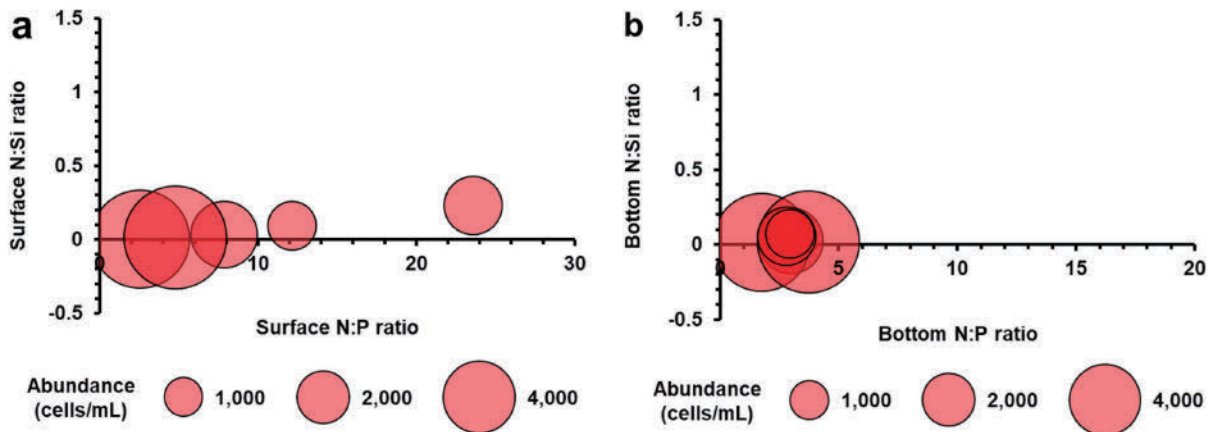 a
Surface N:Si ratio
1.5
1
0.5
0
-0.5
0
10
20
30
Surface N:P ratio
Abundance
(cells/mL)
1,000
2,000
4,000
b
Bottom N:Si ratio
1.5
1
0.5
0
-0.5
0
5
10
15
20
Bottom N:P ratio
Abundance
(cells/mL)
1,000
2,000
4,000